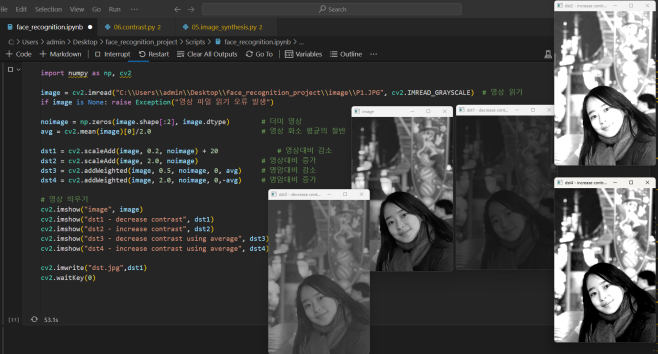 File Edit Selection View Go Run ···
Search
face_recognition.ipynb
06.contrast.py 2
05.image_synthesis.py 2
C: > Users > admin > Desktop > face_recognition_project > Scripts > face_recognition.ipynb > ...
+ Code + Markdown Interrupt Restart Clear All Outputs Go To Variables Outline ···
import numpy as np, cv2
image = cv2.imread("C:\\Users\\admin\\Desktop\\face_recognition_project\\image\\P1.JPG", cv2.IMREAD_GRAYSCALE) # 영상 읽기
if image is None: raise Exception("영상 파일 읽기 오류 발생")
noimage = np.zeros(image.shape[:2], image.dtype) # 더미 영상
avg = cv2.mean(image)[0]/2.0 # 영상 화소 평균의 절반
dst1 = cv2.scaleAdd(image, 0.2, noimage) + 20 # 영상대비 감소
dst2 = cv2.scaleAdd(image, 2.0, noimage) # 영상대비 증가
dst3 = cv2.addWeighted(image, 0.5, noimage, 0, avg) # 명암대비 감소
dst4 = cv2.addWeighted(image, 2.0, noimage, 0,-avg) # 명암대비 증가
# 영상 띄우기
cv2.imshow("image", image)
cv2.imshow("dst1 - decrease contrast", dst1)
cv2.imshow("dst2 - increase contrast", dst2)
cv2.imshow("dst3 - decrease contrast using average", dst3)
cv2.imshow("dst4 - increase contrast using average", dst4)
cv2.imwrite("dst.jpg",dst1)
cv2.waitKey(0)
53.1s
image
dst1 - decrease contrast
dst2 - increase contrast
dst3 - decrease contr...
dst4 - increase contr...